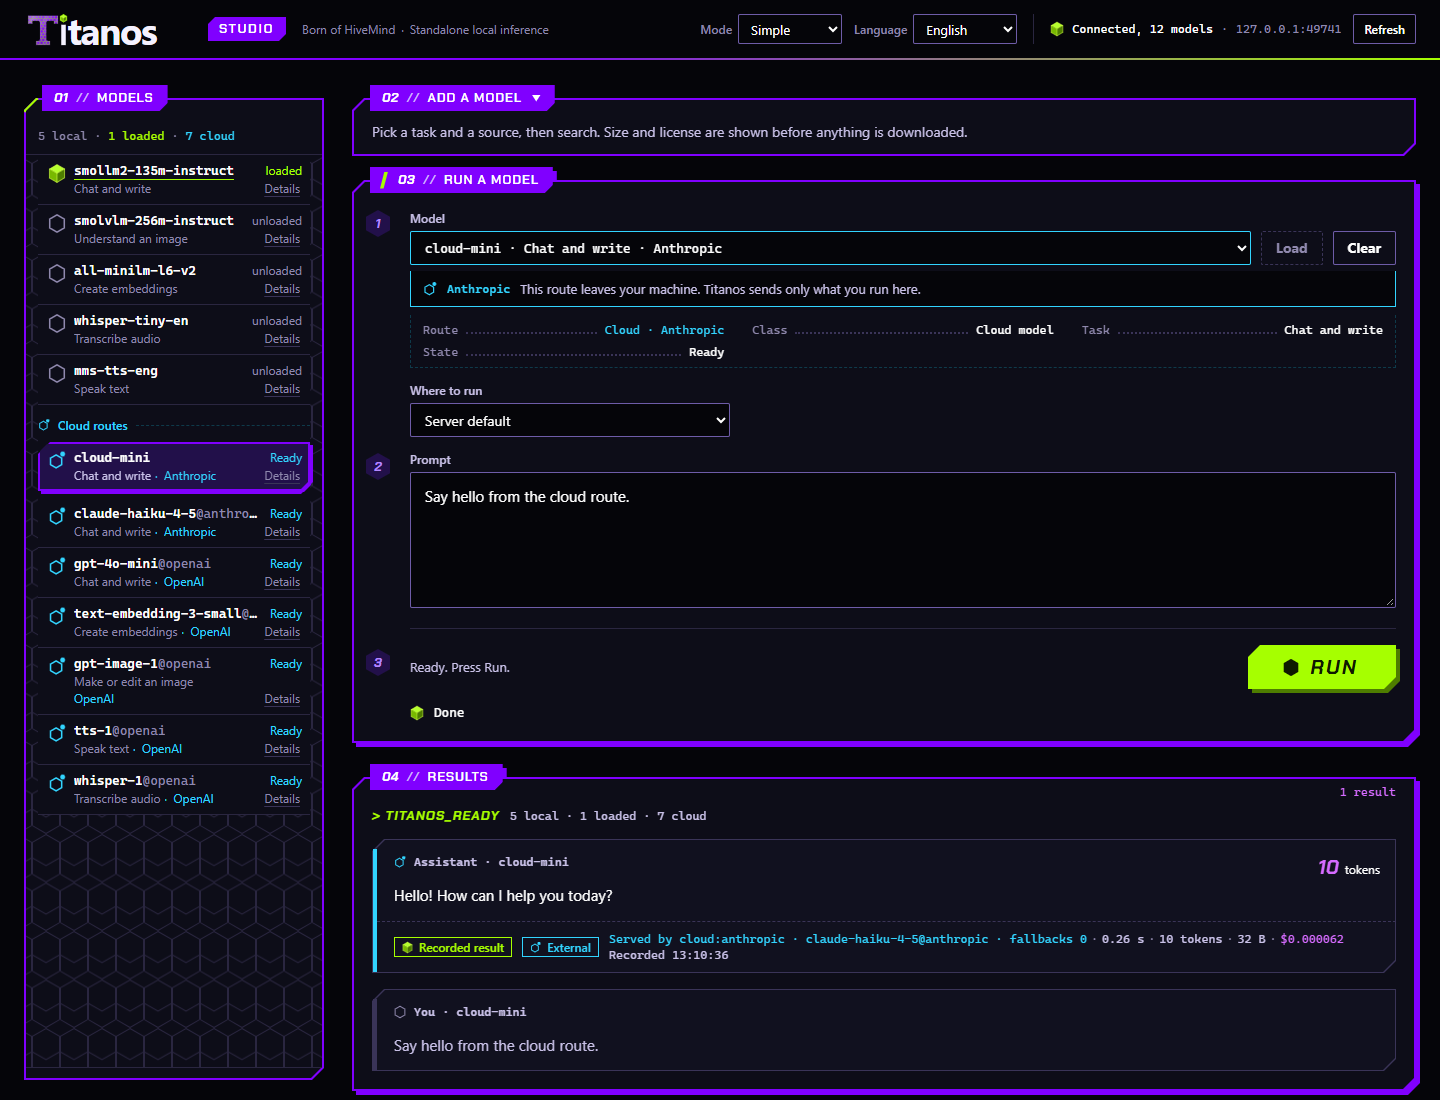 Titanos
STUDIO
Born of HiveMind · Standalone local inference
Mode
Simple
Language
English
Connected, 12 models · 127.0.0.1:49741
Refresh
01 // MODELS
5 local · 1 loaded · 7 cloud
smollm2-135m-instruct
loaded
Chat and write
Details
smolvlm-256m-instruct
unloaded
Understand an image
Details
all-minilm-l6-v2
unloaded
Create embeddings
Details
whisper-tiny-en
unloaded
Transcribe audio
Details
mms-tts-eng
unloaded
Speak text
Details
Cloud routes
cloud-mini
Ready
Chat and write · Anthropic
Details
claude-haiku-4-5@anthro…
Ready
Chat and write · Anthropic
Details
gpt-4o-mini@openai
Ready
Chat and write · OpenAI
Details
text-embedding-3-small@…
Ready
Create embeddings · OpenAI
Details
gpt-image-1@openai
Ready
Make or edit an image
OpenAI
Details
tts-1@openai
Ready
Speak text · OpenAI
Details
whisper-1@openai
Ready
Transcribe audio · OpenAI
Details
02 // ADD A MODEL ▼
Pick a task and a source, then search. Size and license are shown before anything is downloaded.
03 // RUN A MODEL
1
Model
cloud-mini · Chat and write · Anthropic
Load
Clear
Anthropic This route leaves your machine. Titanos sends only what you run here.
Route Cloud · Anthropic
Class Cloud model
Task Chat and write
State Ready
Where to run
Server default
2
Prompt
Say hello from the cloud route.
3
Ready. Press Run.
RUN
Done
04 // RESULTS
1 result
> TITANOS_READY 5 local · 1 loaded · 7 cloud
Assistant · cloud-mini
10 tokens
Hello! How can I help you today?
Recorded result
External
Served by cloud:anthropic · claude-haiku-4-5@anthropic · fallbacks 0 · 0.26 s · 10 tokens · 32 B · $0.000062
Recorded 13:10:36
You · cloud-mini
Say hello from the cloud route.